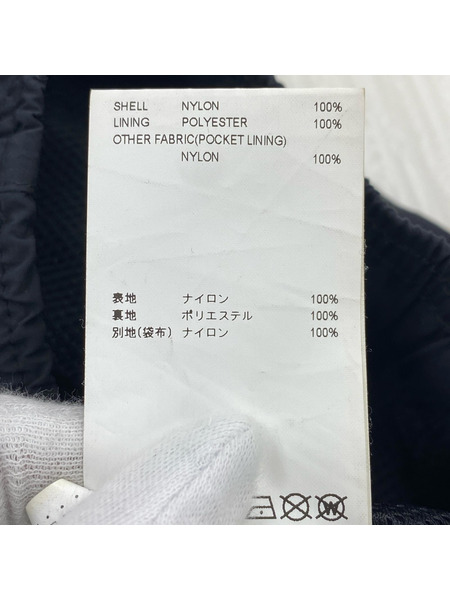 SHELL NYLON 100%
LINING POLYESTER 100%
OTHER FABRIC(POCKET LINING)
NYLON 100%
表地 ナイロン 100%
裏地 ポリエステル 100%
別地(袋布) ナイロン 100%
W